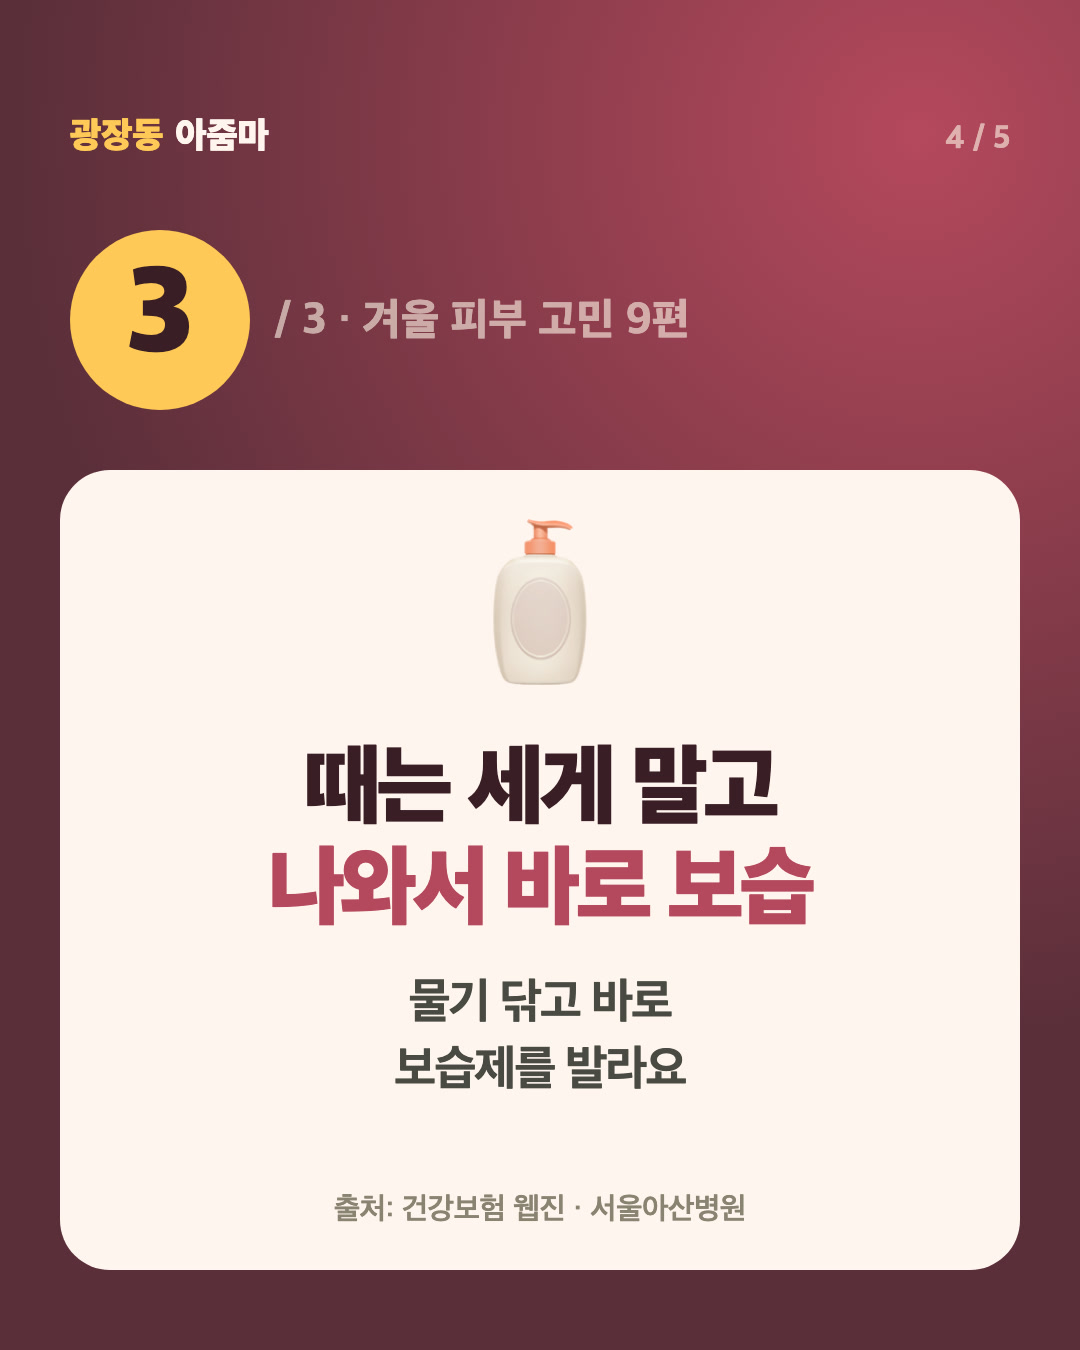 광장동 아줌마
4 / 5
3
/ 3 · 겨울 피부 고민 9편
때는 세게 말고
나와서 바로 보습
물기 닦고 바로
보습제를 발라요
출처: 건강보험 웹진 · 서울아산병원